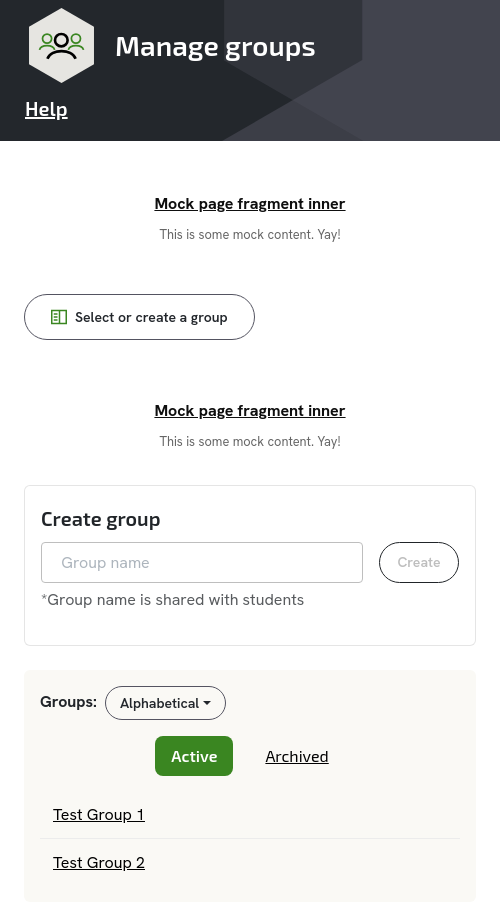 Manage groups
Help
Mock page fragment inner
This is some mock content. Yay!
Select or create a group
Mock page fragment inner
This is some mock content. Yay!
Create group
Group name
Create
*Group name is shared with students
Groups:
Alphabetical
Active
Archived
Test Group 1
Test Group 2